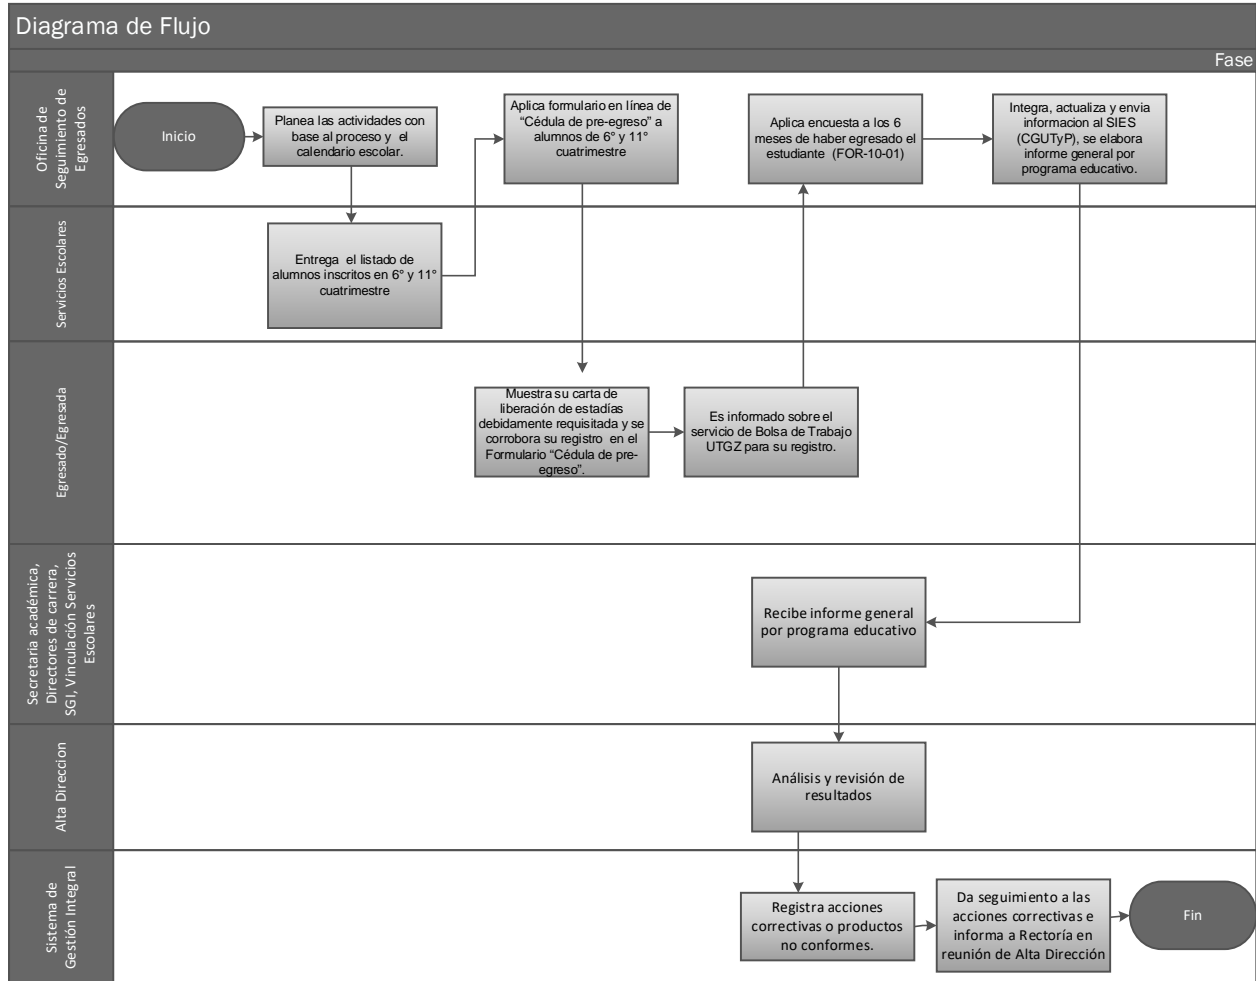 Diagrama de Flujo
Fase
Oficina de
Seguimiento de
Egresados
Inicio
Planea las actividades con
base al proceso y el
calendario escolar.
Aplica formulario en línea de
“Cédula de pre-egreso” a
alumnos de 6° y 11°
cuatrimestre
Aplica encuesta a los 6
meses de haber egresado el
estudiante (FOR-10-01)
Integra, actualiza y envia
informacion al SIES
(CGUTyP), se elabora
informe general por
programa educativo.
Servicios Escolares
Entrega el listado de
alumnos inscritos en 6° y 11°
cuatrimestre
Egresado/Egresada
Muestra su carta de
liberación de estadías
debidamente requisitada y se
corrobora su registro en el
Formulario “Cédula de pre-
egreso”.
Es informado sobre el
servicio de Bolsa de Trabajo
UTGZ para su registro.
Secretaria académica,
Directores de carrera,
SGI, Vinculación Servicios
Escolares
Recibe informe general
por programa educativo
Alta Direccion
Análisis y revisión de
resultados
Sistema de
Gestión Integral
Registra acciones
correctivas o productos
no conformes.
Da seguimiento a las
acciones correctivas e
informa a Rectoría en
reunión de Alta Dirección
Fin